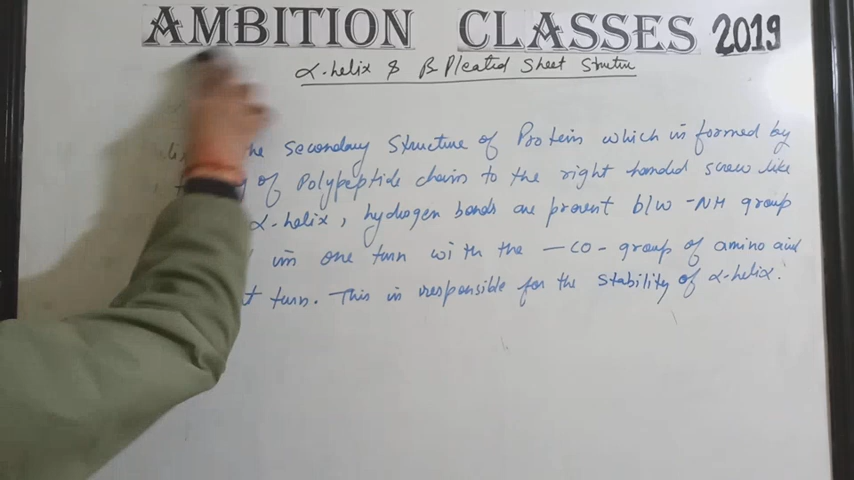 AMBITION CLASSES 2019
α-helix & β-Pleated Sheet Structure
he secondary Structure of Protein which is formed by
of Polypeptide chains to the right handed screw like
α-helix, hydrogen bonds are present b/w -NH group
in one turn with the -CO- group of amino acid
turn. This is responsible for the stability of α-helix.